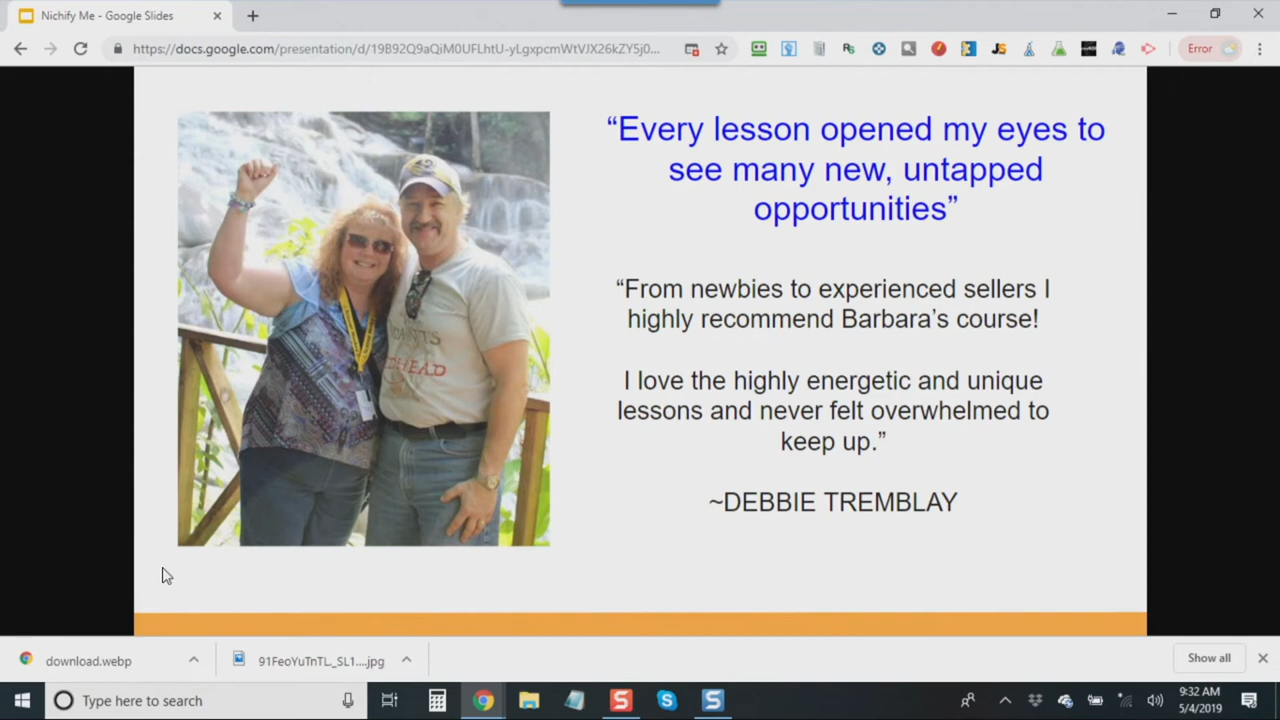 Nichify Me - Google Slides
https://docs.google.com/presentation/d/19B92Q9aQiM0UFLhtU-yLgxpcmWtVJX26kZY5j0...
Error
“Every lesson opened my eyes to
see many new, untapped
opportunities”
“From newbies to experienced sellers I
highly recommend Barbara’s course!
I love the highly energetic and unique
lessons and never felt overwhelmed to
keep up.”
~DEBBIE TREMBLAY
download.webp
91FeoYuTnTL._SL1....jpg
Show all
Type here to search
9:32 AM
5/4/2019